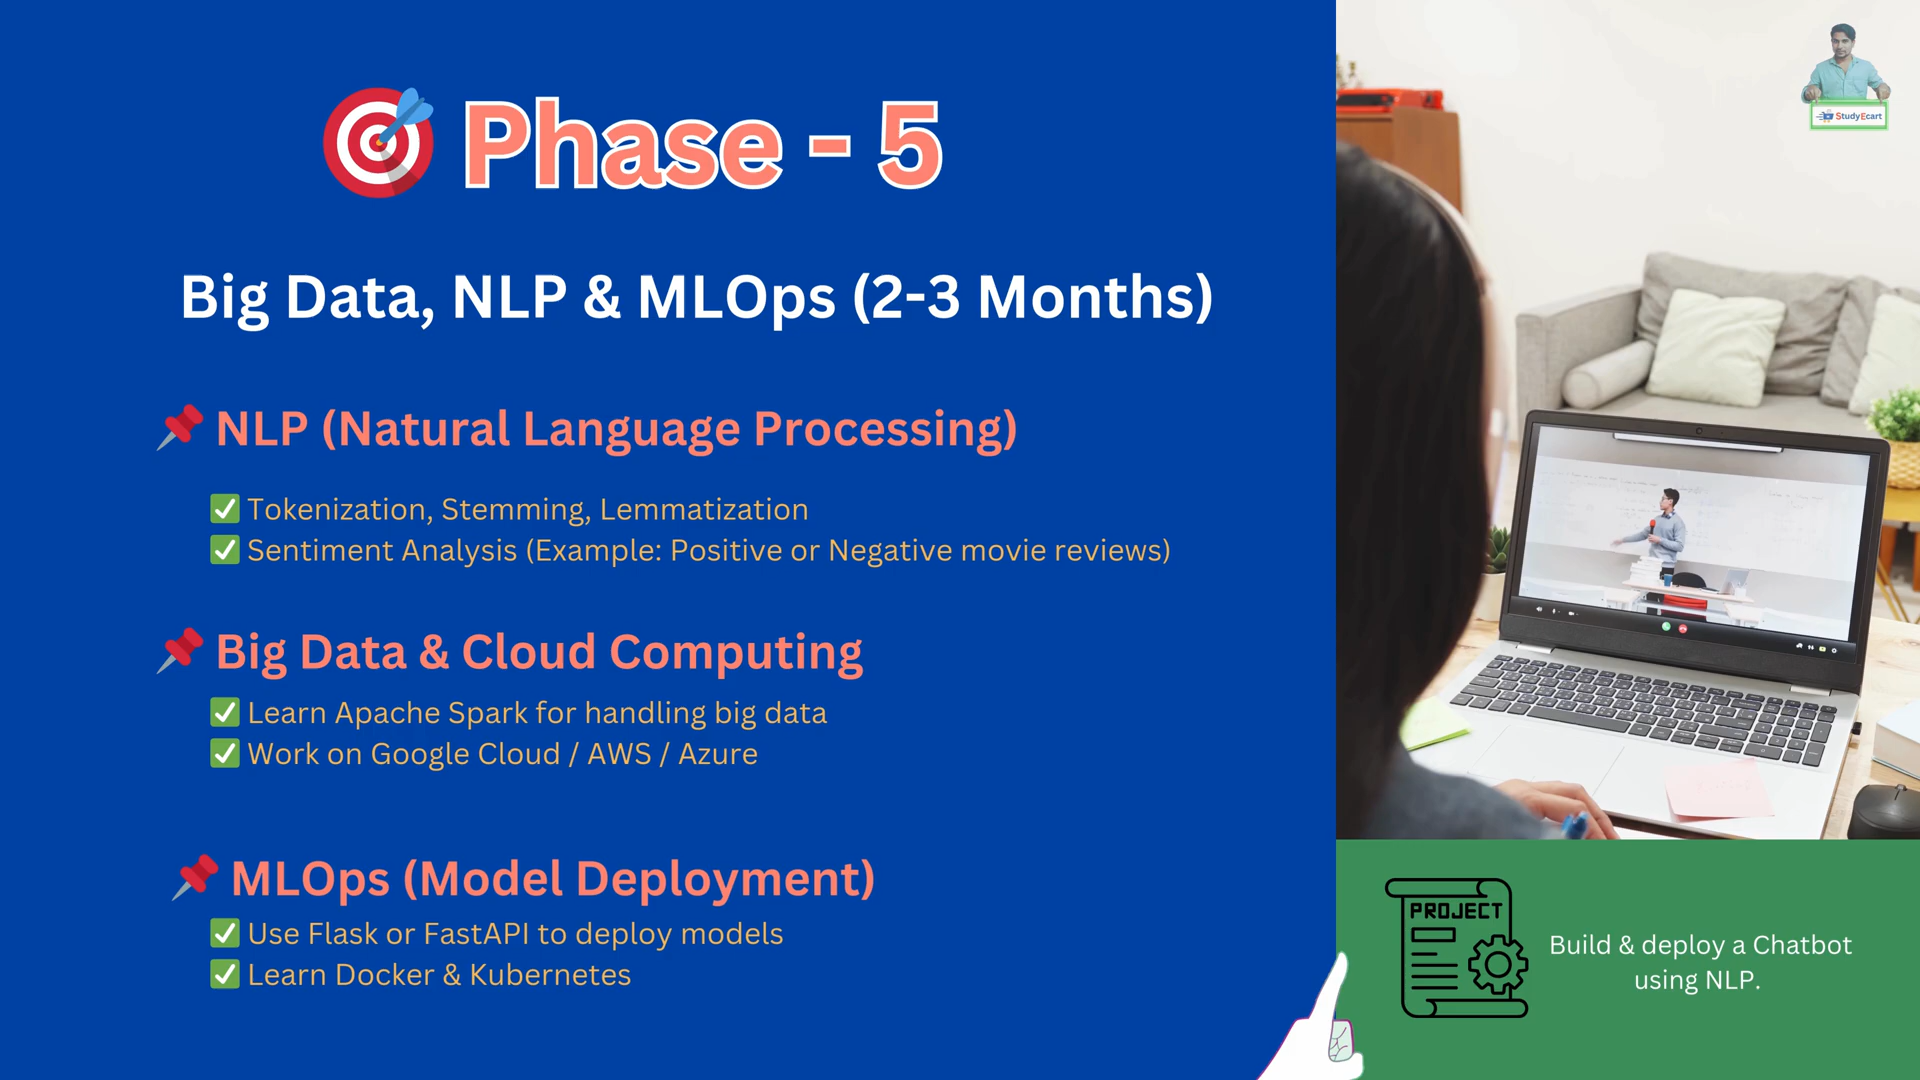 Phase - 5
Big Data, NLP & MLOps (2-3 Months)
NLP (Natural Language Processing)
Tokenization, Stemming, Lemmatization
Sentiment Analysis (Example: Positive or Negative movie reviews)
Big Data & Cloud Computing
Learn Apache Spark for handling big data
Work on Google Cloud / AWS / Azure
MLOps (Model Deployment)
Use Flask or FastAPI to deploy models
Learn Docker & Kubernetes
StudyEcart
PROJECT
Build & deploy a Chatbot
using NLP.